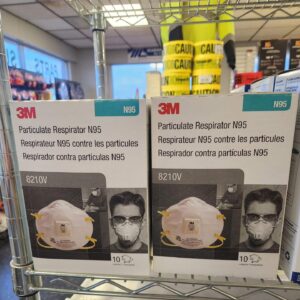 CAUTION
CAUTION
CAUTION
3M
N95
Particulate Respirator N95
Respirateur N95 contre les particules
Respirador contra partículas N95
8210V
10
3M
N95
Particulate Respirator N95
Respirateur N95 contre les particules
Respirador contra partículas N95
8210V
10